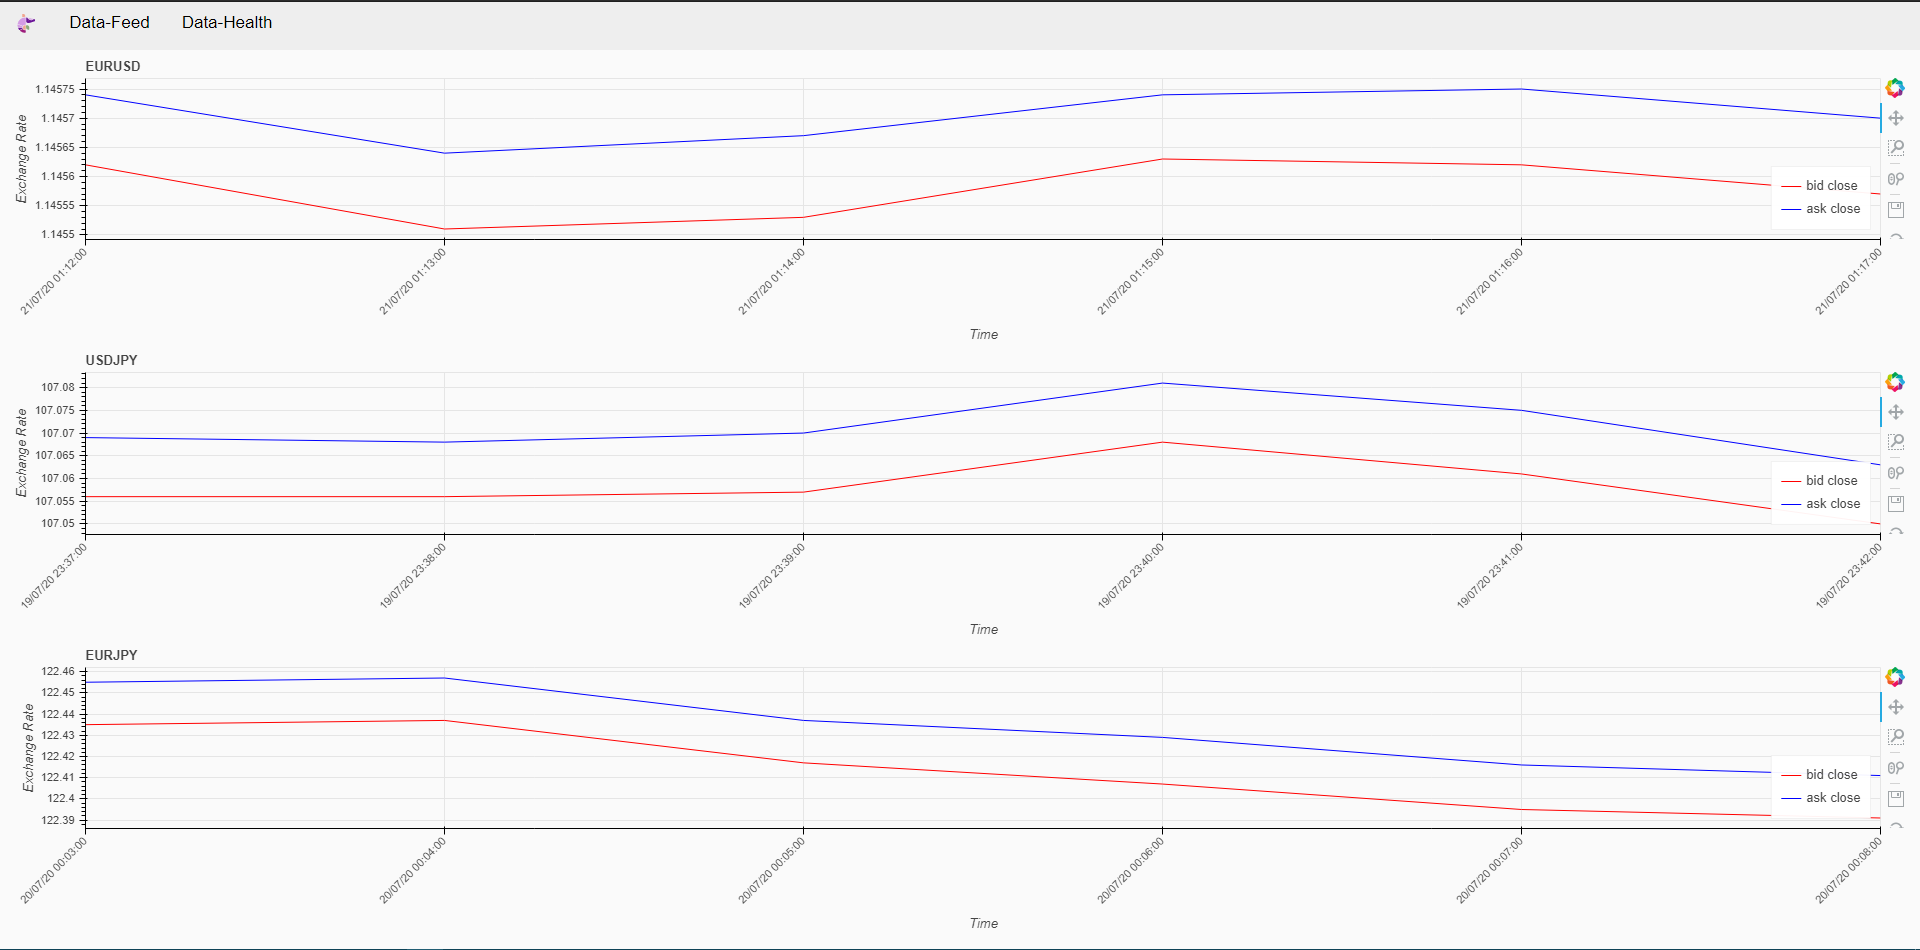 Data-Feed Data-Health
EURUSD
1.14575
1.1457
1.14565
1.1456
1.14555
1.1455
Exchange Rate
bid close
ask close
21/07/20 01:12:00 21/07/20 01:13:00 21/07/20 01:14:00 21/07/20 01:15:00 21/07/20 01:16:00 21/07/20 01:17:00
Time
USDJPY
107.08
107.075
107.07
107.065
107.06
107.055
107.05
Exchange Rate
bid close
ask close
19/07/20 23:37:00 19/07/20 23:38:00 19/07/20 23:39:00 19/07/20 23:40:00 19/07/20 23:41:00 19/07/20 23:42:00
Time
EURJPY
122.46
122.45
122.44
122.43
122.42
122.41
122.4
122.39
Exchange Rate
bid close
ask close
20/07/20 00:03:00 20/07/20 00:04:00 20/07/20 00:05:00 20/07/20 00:06:00 20/07/20 00:07:00 20/07/20 00:08:00
Time